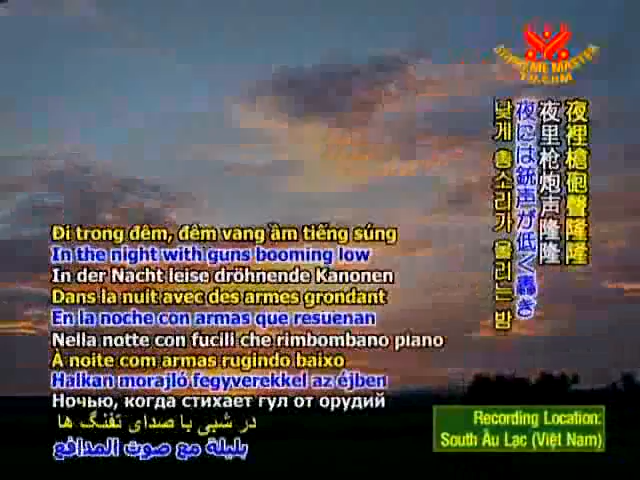 SUPREME MASTER
TV.COM
夜裡槍砲聲隆隆
夜里枪炮声隆隆
夜には銃声が低く轟き
낮게 총소리가 울리는 밤
Đi trong đêm, đêm vang ầm tiếng súng
In the night with guns booming low
In der Nacht leise dröhnende Kanonen
Dans la nuit avec des armes grondant
En la noche con armas que resuenan
Nella notte con fucili che rimbombano piano
À noite com armas rugindo baixo
Halkan morajló fegyverekkel az éjben
Ночью, когда стихает гул от орудий
در شبی با صدای تفنگ ها
بليلة مع صوت المدافع
Recording Location:
South Âu Lạc (Việt Nam)